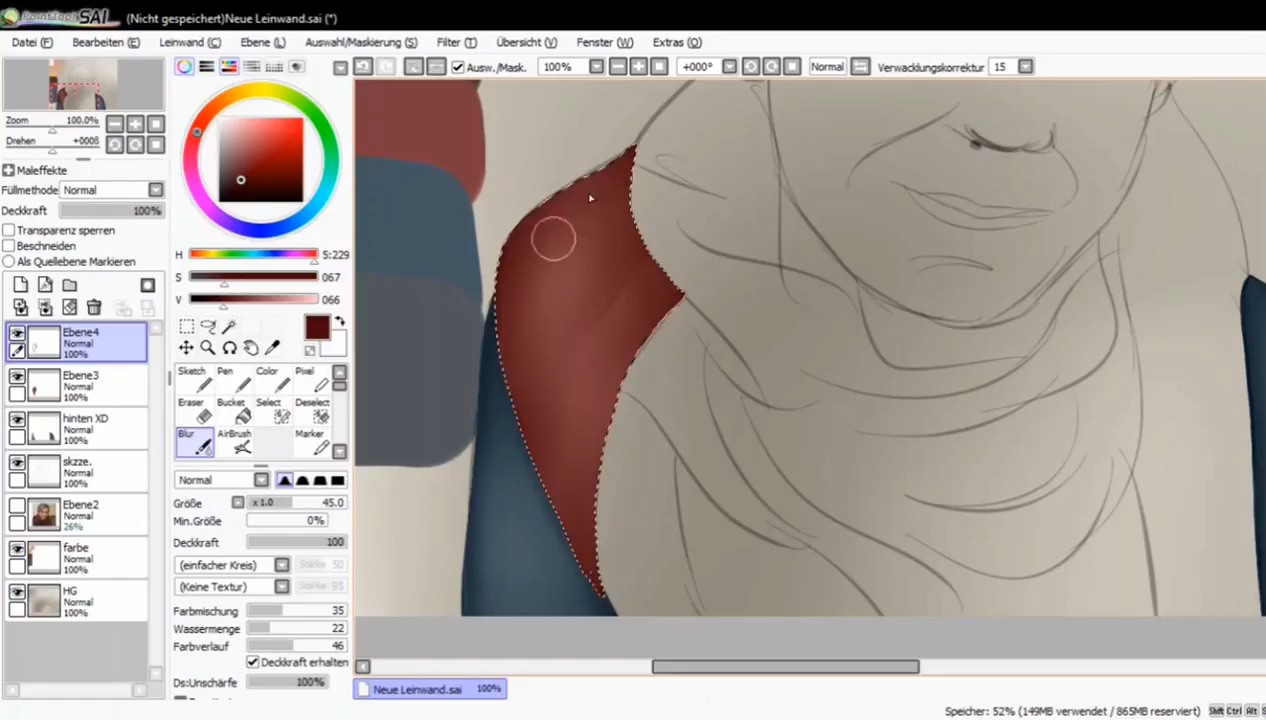 PaintTool SAI (Nicht gespeichert)Neue Leinwand.sai (*)
Datei (F) Bearbeiten (E) Leinwand (C) Ebene (L) Auswahl/Maskierung (S) Filter (T) Übersicht (V) Fenster (W) Extras (O)
Ausw./Mask. 100% +000° Normal Verwacklungskorrektur 15
Zoom 100.0%
Drehen +0008
Maleffekte
Füllmethode Normal
Deckkraft 100%
Transparenz sperren
Beschneiden
Als Quellebene Markieren
Ebene4
Normal
100%
Ebene3
Normal
100%
hinten XD
Normal
100%
skzze.
Normal
100%
Ebene2
Normal
26%
farbe
Normal
100%
HG
Normal
100%
H 5:229
S 067
V 066
Sketch Pen Color Pixel
Eraser Bucket Select Deselect
Blur AirBrush Marker
Normal
Größe x 1.0 45.0
Min.Größe 0%
Deckkraft 100
(einfacher Kreis) Stärke 50
(Keine Textur) Stärke 95
Farbmischung 35
Wassermenge 22
Farbverlauf 46
Deckkraft erhalten
Ds:Unschärfe 100%
Neue Leinwand.sai 100%
Speicher: 52% (149MB verwendet / 865MB reserviert) Shift Ctrl Alt